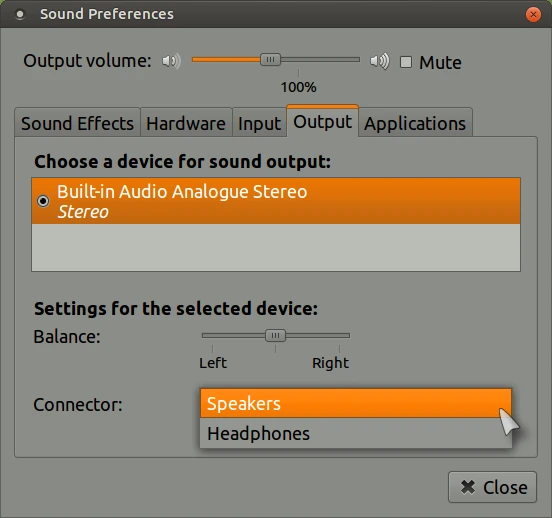 Sound Preferences
Output volume: Mute
100%
Sound Effects Hardware Input Output Applications
Choose a device for sound output:
Built-in Audio Analogue Stereo
Stereo
Settings for the selected device:
Balance:
Left Right
Connector: Speakers
Headphones
Close